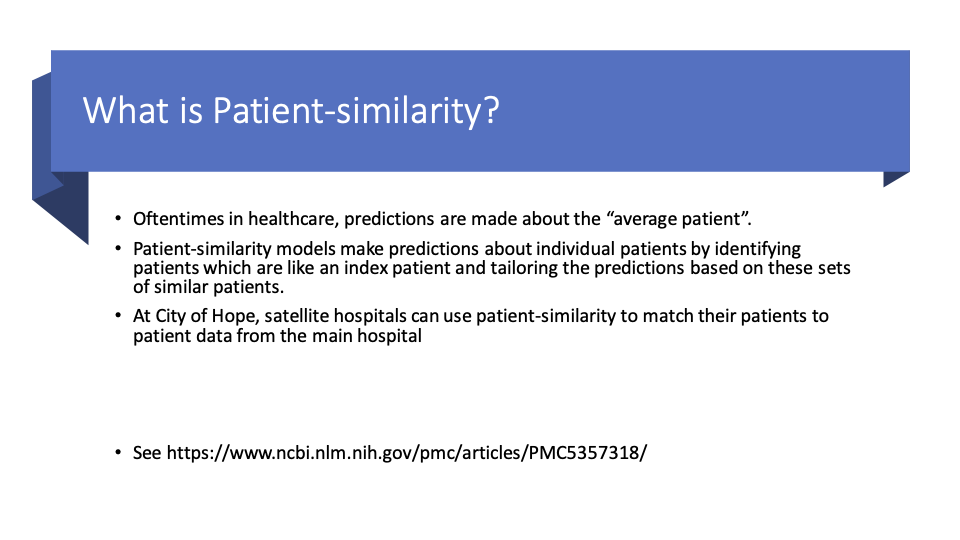 What is Patient-similarity?
• Oftentimes in healthcare, predictions are made about the “average patient”.
• Patient-similarity models make predictions about individual patients by identifying
patients which are like an index patient and tailoring the predictions based on these sets
of similar patients.
• At City of Hope, satellite hospitals can use patient-similarity to match their patients to
patient data from the main hospital
• See https://www.ncbi.nlm.nih.gov/pmc/articles/PMC5357318/